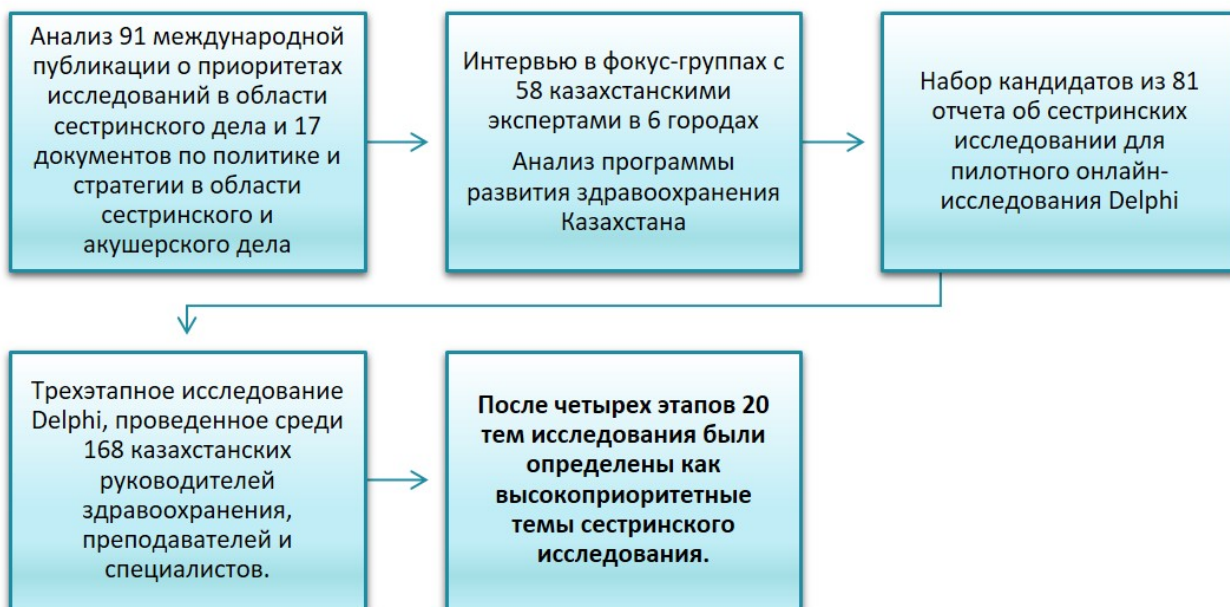 Анализ 91 международной
публикации о приоритетах
исследований в области
сестринского дела и 17
документов по политике и
стратегии в области
сестринского и
акушерского дела
Интервью в фокус-группах с
58 казахстанскими
экспертами в 6 городах
Анализ программы
развития здравоохранения
Казахстана
Набор кандидатов из 81
отчета об сестринских
исследовании для
пилотного онлайн-
исследования Delphi
Трехэтапное исследование
Delphi, проведенное среди
168 казахстанских
руководителей
здравоохранения,
преподавателей и
специалистов.
После четырех этапов 20
тем исследования были
определены как
высокоприоритетные
темы сестринского
исследования.